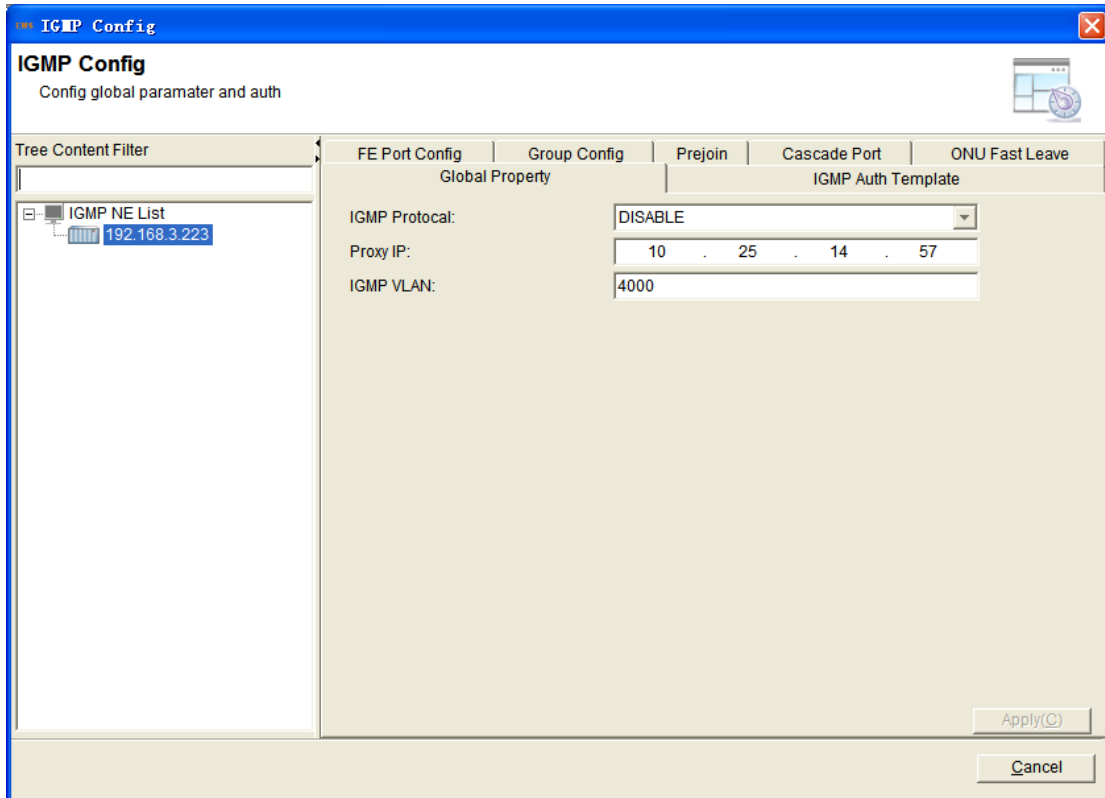 EMS IGMP Config
IGMP Config
Config global paramater and auth
Tree Content Filter
FE Port Config Group Config Prejoin Cascade Port ONU Fast Leave
Global Property IGMP Auth Template
IGMP NE List
192.168.3.223
IGMP Protocal: DISABLE
Proxy IP: 10 . 25 . 14 . 57
IGMP VLAN: 4000
Apply(C)
Cancel